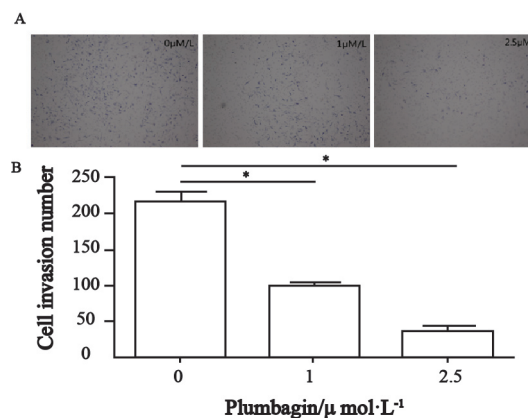 A
0μM/L 1μM/L 2.5μM
B
Cell invasion number
250
200
150
100
50
0
* *
0 1 2.5
Plumbagin/μ mol·L⁻¹